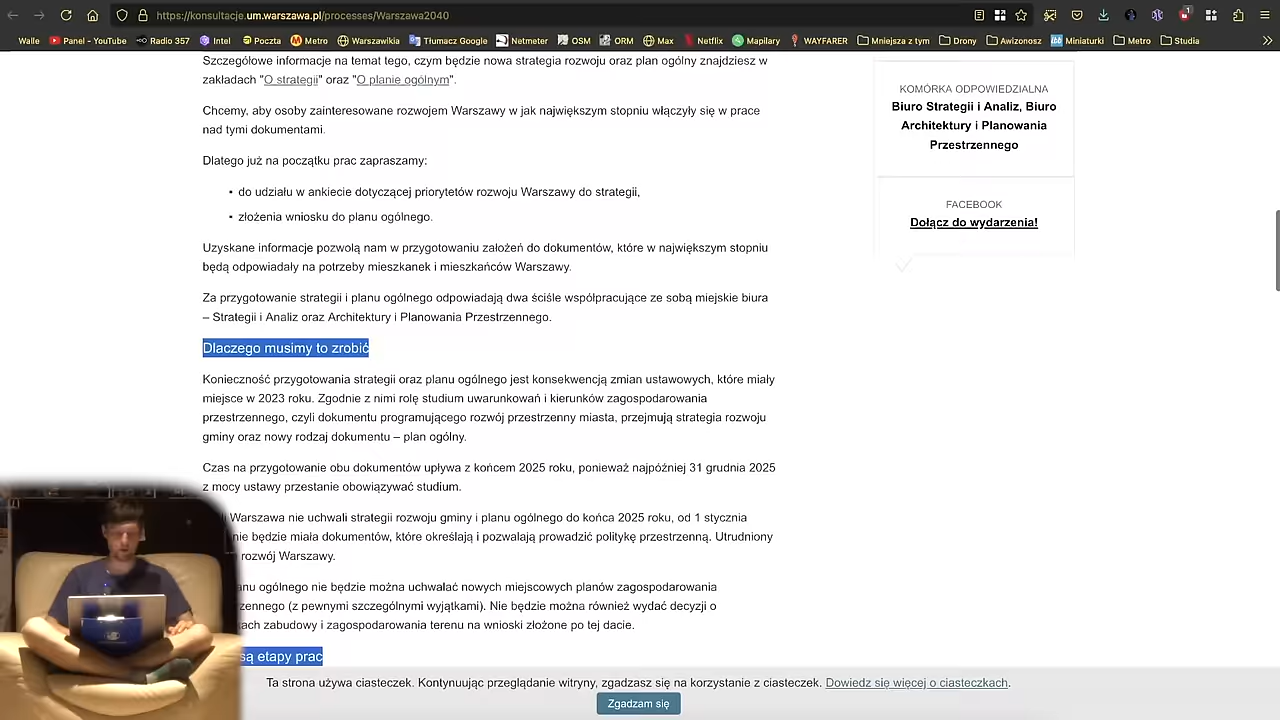 https://konsultacje.um.warszawa.pl/processes/Warszawa2040
Walle Panel - YouTube Radio 357 Intel Poczta Metro Warszawikia Tłumacz Google Netmeter OSM ORM Max Netflix Mapilary WAYFARER Mniejsza z tym Drony Awizonosz Miniaturki Metro Studia
Szczegółowe informacje na temat tego, czym będzie nowa strategia rozwoju oraz plan ogólny znajdziesz w
zakładach "O strategii" oraz "O planie ogólnym".
Chcemy, aby osoby zainteresowane rozwojem Warszawy w jak największym stopniu włączyły się w prace
nad tymi dokumentami.
Dlatego już na początku prac zapraszamy:
▪ do udziału w ankiecie dotyczącej priorytetów rozwoju Warszawy do strategii,
▪ złożenia wniosku do planu ogólnego.
Uzyskane informacje pozwolą nam w przygotowaniu założeń do dokumentów, które w największym stopniu
będą odpowiadały na potrzeby mieszkanek i mieszkańców Warszawy.
Za przygotowanie strategii i planu ogólnego odpowiadają dwa ściśle współpracujące ze sobą miejskie biura
– Strategii i Analiz oraz Architektury i Planowania Przestrzennego.
Dlaczego musimy to zrobić
Konieczność przygotowania strategii oraz planu ogólnego jest konsekwencją zmian ustawowych, które miały
miejsce w 2023 roku. Zgodnie z nimi rolę studium uwarunkowań i kierunków zagospodarowania
przestrzennego, czyli dokumentu programującego rozwój przestrzenny miasta, przejmują strategia rozwoju
gminy oraz nowy rodzaj dokumentu – plan ogólny.
Czas na przygotowanie obu dokumentów upływa z końcem 2025 roku, ponieważ najpóźniej 31 grudnia 2025
z mocy ustawy przestanie obowiązywać studium.
Warszawa nie uchwali strategii rozwoju gminy i planu ogólnego do końca 2025 roku, od 1 stycznia
nie będzie miała dokumentów, które określają i pozwalają prowadzić politykę przestrzenną. Utrudniony
rozwój Warszawy.
anu ogólnego nie będzie można uchwalać nowych miejscowych planów zagospodarowania
zennego (z pewnymi szczególnymi wyjątkami). Nie będzie można również wydać decyzji o
ach zabudowy i zagospodarowania terenu na wnioski złożone po tej dacie.
są etapy prac
KOMÓRKA ODPOWIEDZIALNA
Biuro Strategii i Analiz, Biuro
Architektury i Planowania
Przestrzennego
FACEBOOK
Dołącz do wydarzenia!
Ta strona używa ciasteczek. Kontynuując przeglądanie witryny, zgadzasz się na korzystanie z ciasteczek. Dowiedz się więcej o ciasteczkach.
Zgadzam się